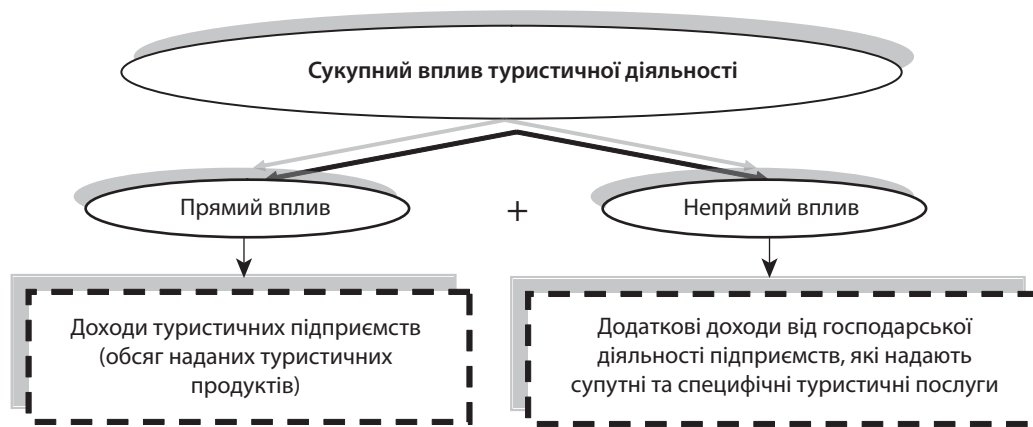 Сукупний вплив туристичної діяльності
Прямий вплив
+
Непрямий вплив
Доходи туристичних підприємств
(обсяг наданих туристичних
продуктів)
Додаткові доходи від господарської
діяльності підприємств, які надають
супутні та специфічні туристичні послуги